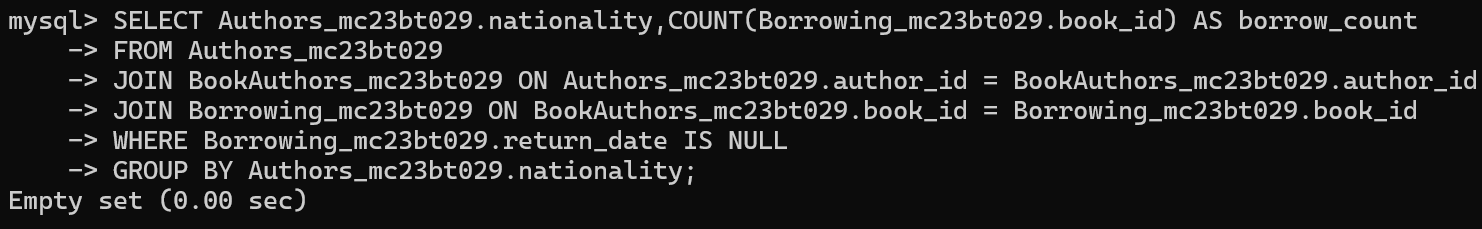 mysql> SELECT Authors_mc23bt029.nationality,COUNT(Borrowing_mc23bt029.book_id) AS borrow_count
    -> FROM Authors_mc23bt029
    -> JOIN BookAuthors_mc23bt029 ON Authors_mc23bt029.author_id = BookAuthors_mc23bt029.author_id
    -> JOIN Borrowing_mc23bt029 ON BookAuthors_mc23bt029.book_id = Borrowing_mc23bt029.book_id
    -> WHERE Borrowing_mc23bt029.return_date IS NULL
    -> GROUP BY Authors_mc23bt029.nationality;
Empty set (0.00 sec)